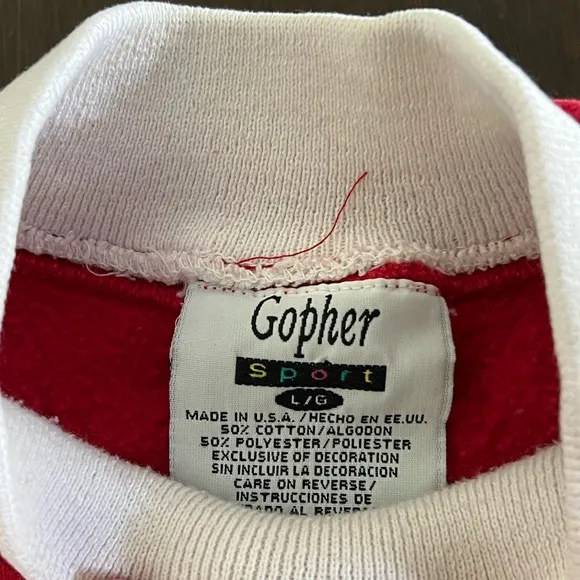 Gopher
Sport
L/G
MADE IN U.S.A./HECHO EN EE.UU.
50% COTTON/ALGODON
50% POLYESTER/POLIESTER
EXCLUSIVE OF DECORATION
SIN INCLUIR LA DECORACION
CARE ON REVERSE/
INSTRUCCIONES DE
AL